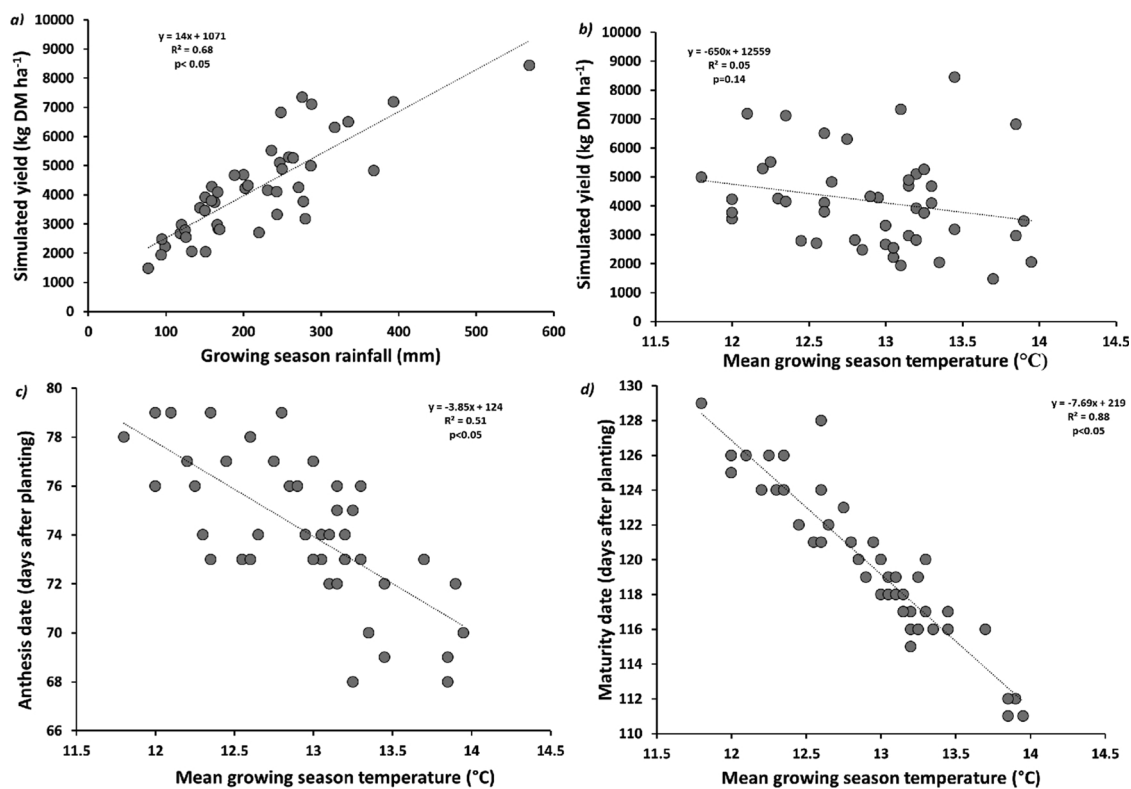 a)
y = 14x + 1071
R² = 0.68
p< 0.05
Simulated yield (kg DM ha⁻¹)
10000
9000
8000
7000
6000
5000
4000
3000
2000
1000
0
0 100 200 300 400 500 600
Growing season rainfall (mm)
b)
y = -650x + 12559
R² = 0.05
p=0.14
Simulated yield (kg DM ha⁻¹)
10000
9000
8000
7000
6000
5000
4000
3000
2000
1000
0
11.5 12 12.5 13 13.5 14 14.5
Mean growing season temperature (°C)
c)
y = -3.85x + 124
R² = 0.51
p<0.05
Anthesis date (days after planting)
80
78
76
74
72
70
68
66
11.5 12 12.5 13 13.5 14 14.5
Mean growing season temperature (°C)
d)
y = -7.69x + 219
R² = 0.88
p<0.05
Maturity date (days after planting)
130
128
126
124
122
120
118
116
114
112
110
11.5 12 12.5 13 13.5 14 14.5
Mean growing season temperature (°C)